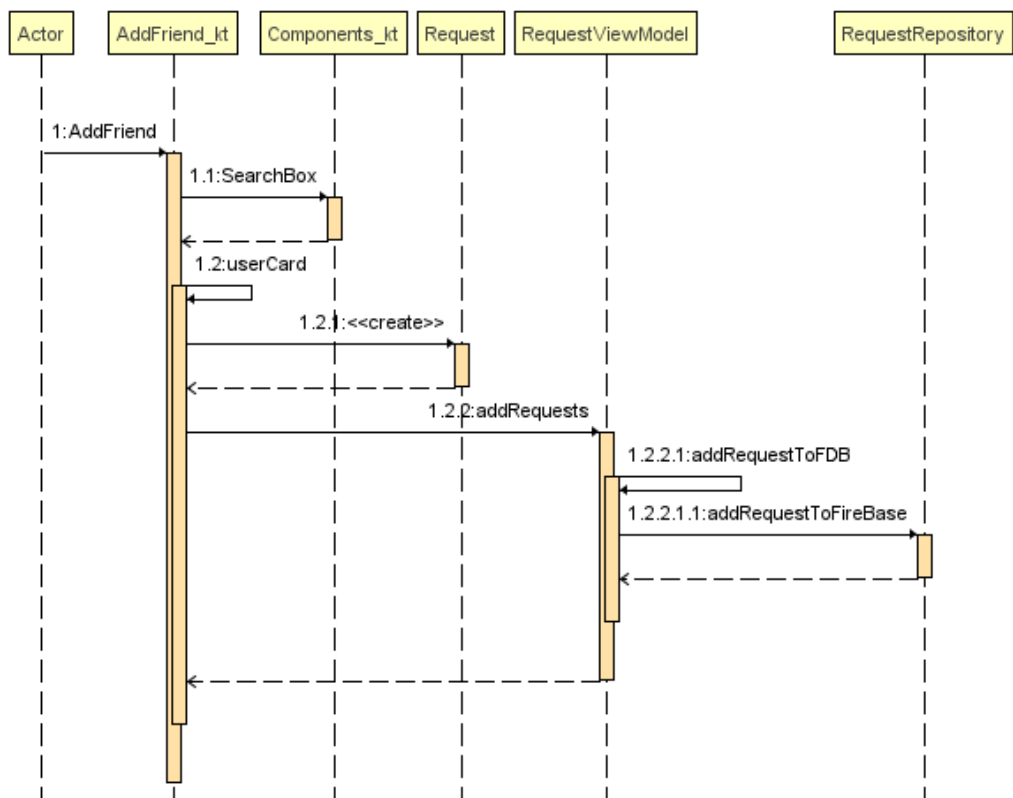 Actor
AddFriend_kt
Components_kt
Request
RequestViewModel
RequestRepository
1:AddFriend
1.1:SearchBox
1.2:userCard
1.2.1:<<create>>
1.2.2:addRequests
1.2.2.1:addRequestToFDB
1.2.2.1.1:addRequestToFireBase